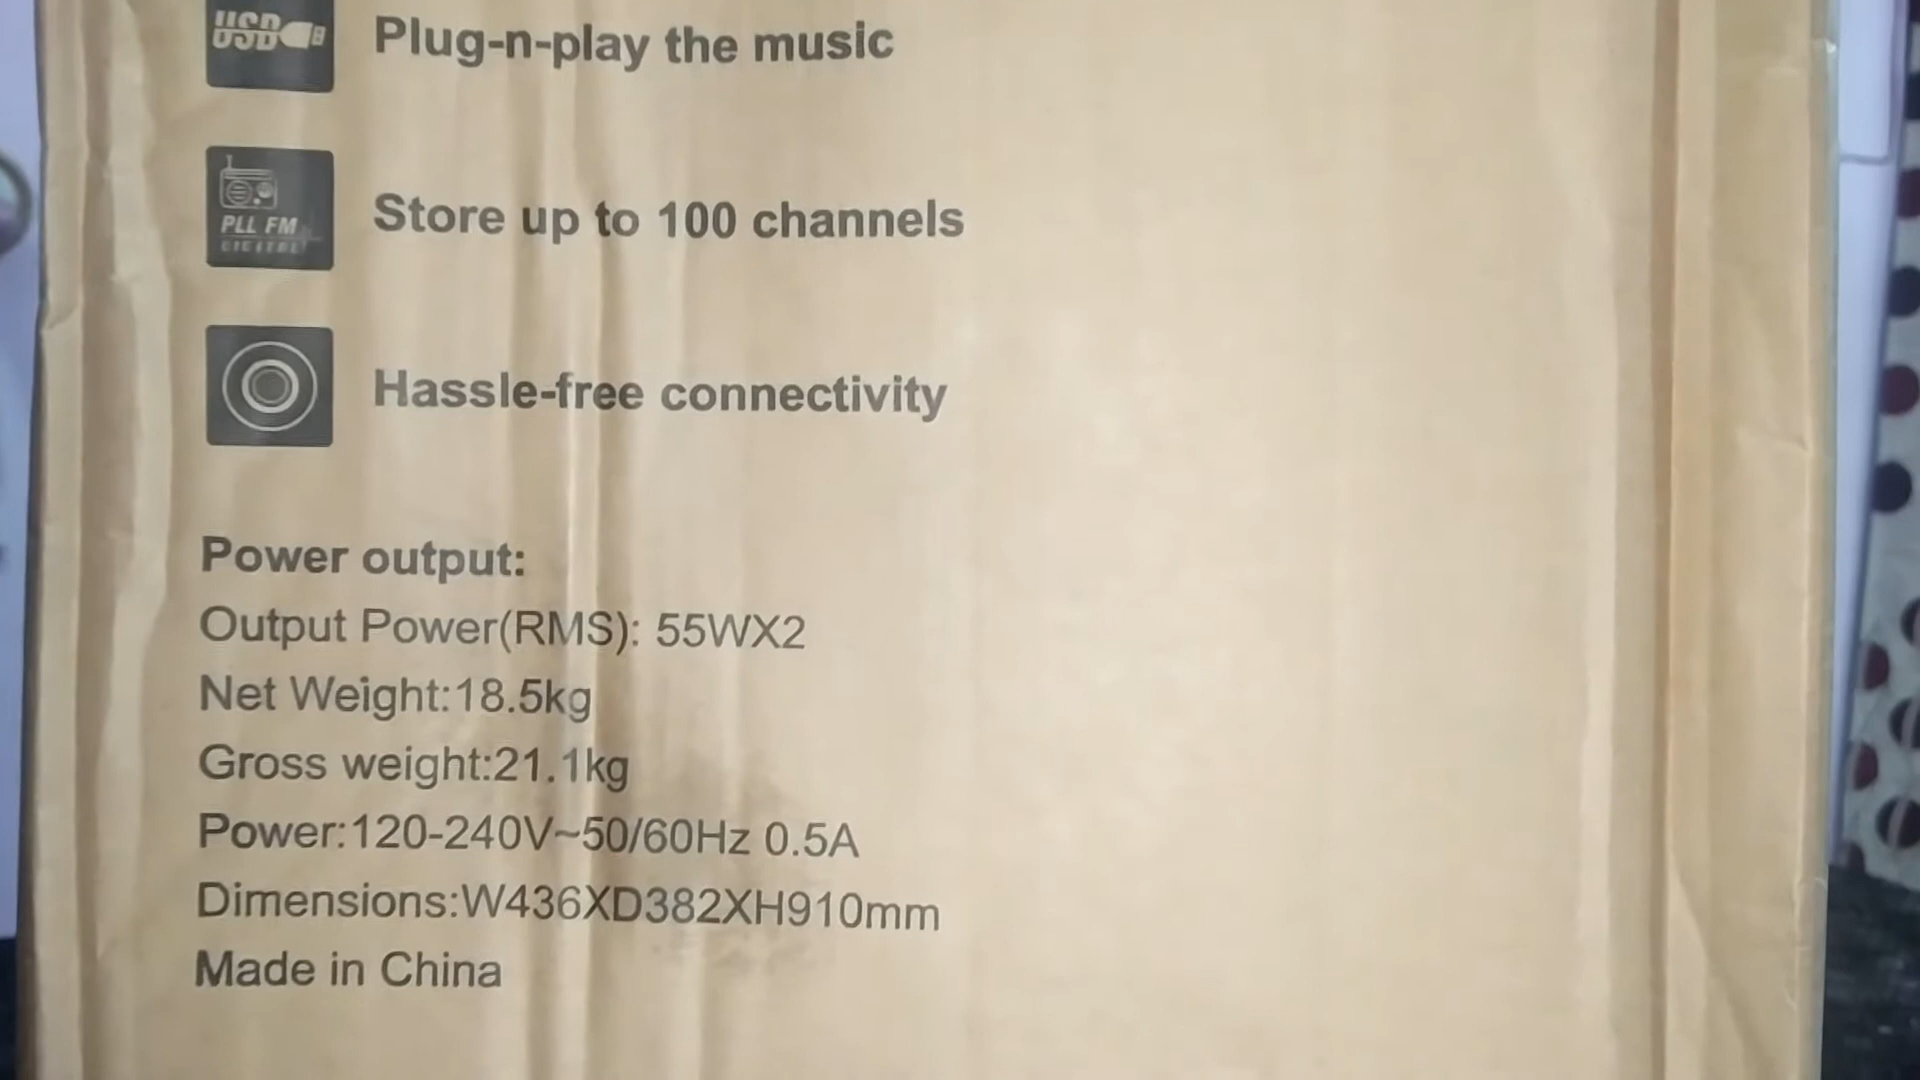 USB
Plug-n-play the music
PLL FM
DIGITAL
Store up to 100 channels
Hassle-free connectivity
Power output:
Output Power(RMS): 55WX2
Net Weight:18.5kg
Gross weight:21.1kg
Power:120-240V~50/60Hz 0.5A
Dimensions:W436XD382XH910mm
Made in China